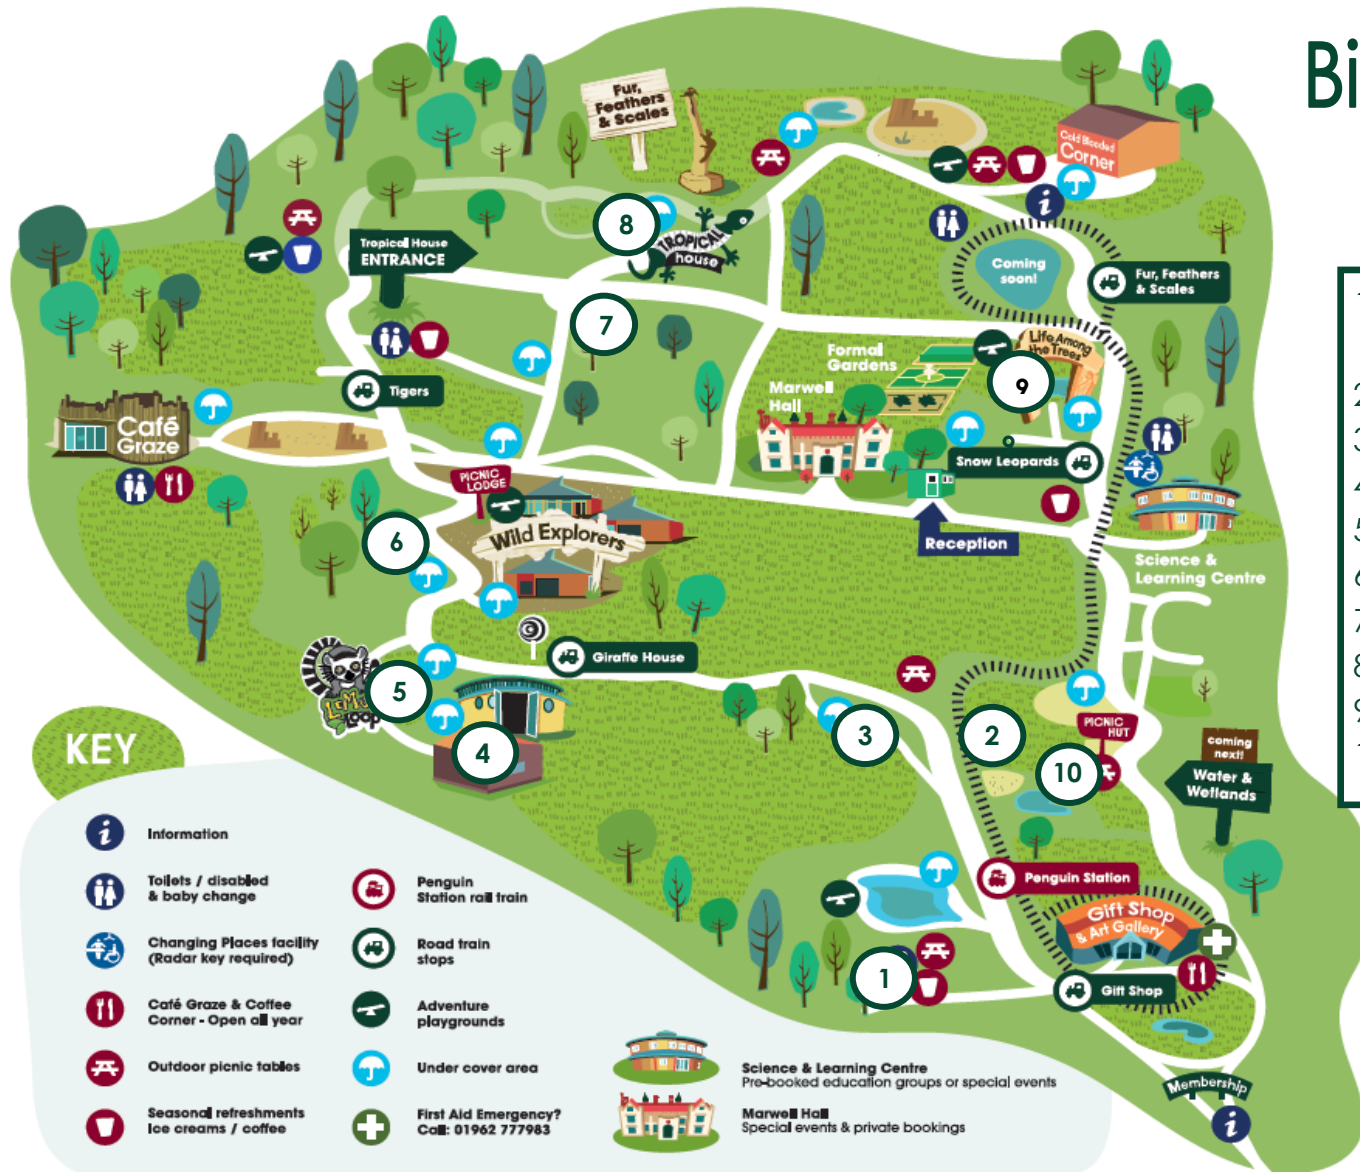 Bi
Fur,
Feathers
& Scales
Cold Blooded
Corner
8
TROPICAL
house
Tropical House
ENTRANCE
Coming
soon!
Fur, Feathers
& Scales
7
Life Among
the Trees
Formal
Gardens
9
Marwell
Hall
Tigers
Café
Graze
PICNIC
LODGE
Snow Leopards
Wild Explorers
6
Reception
Science &
Learning Centre
Giraffe House
5
Loop
4
3
2
PICNIC
HUT
10
coming
next!
Water &
Wetlands
Penguin Station
Gift Shop
& Art Gallery
1
Gift Shop
Membership
KEY
Information
Toilets / disabled
& baby change
Changing Places facility
(Radar key required)
Café Graze & Coffee
Corner - Open all year
Outdoor picnic tables
Seasonal refreshments
Ice creams / coffee
Penguin
Station rail train
Road train
stops
Adventure
playgrounds
Under cover area
First Aid Emergency?
Call: 01962 777983
Science & Learning Centre
Pre-booked education groups or special events
Marwell Hall
Special events & private bookings